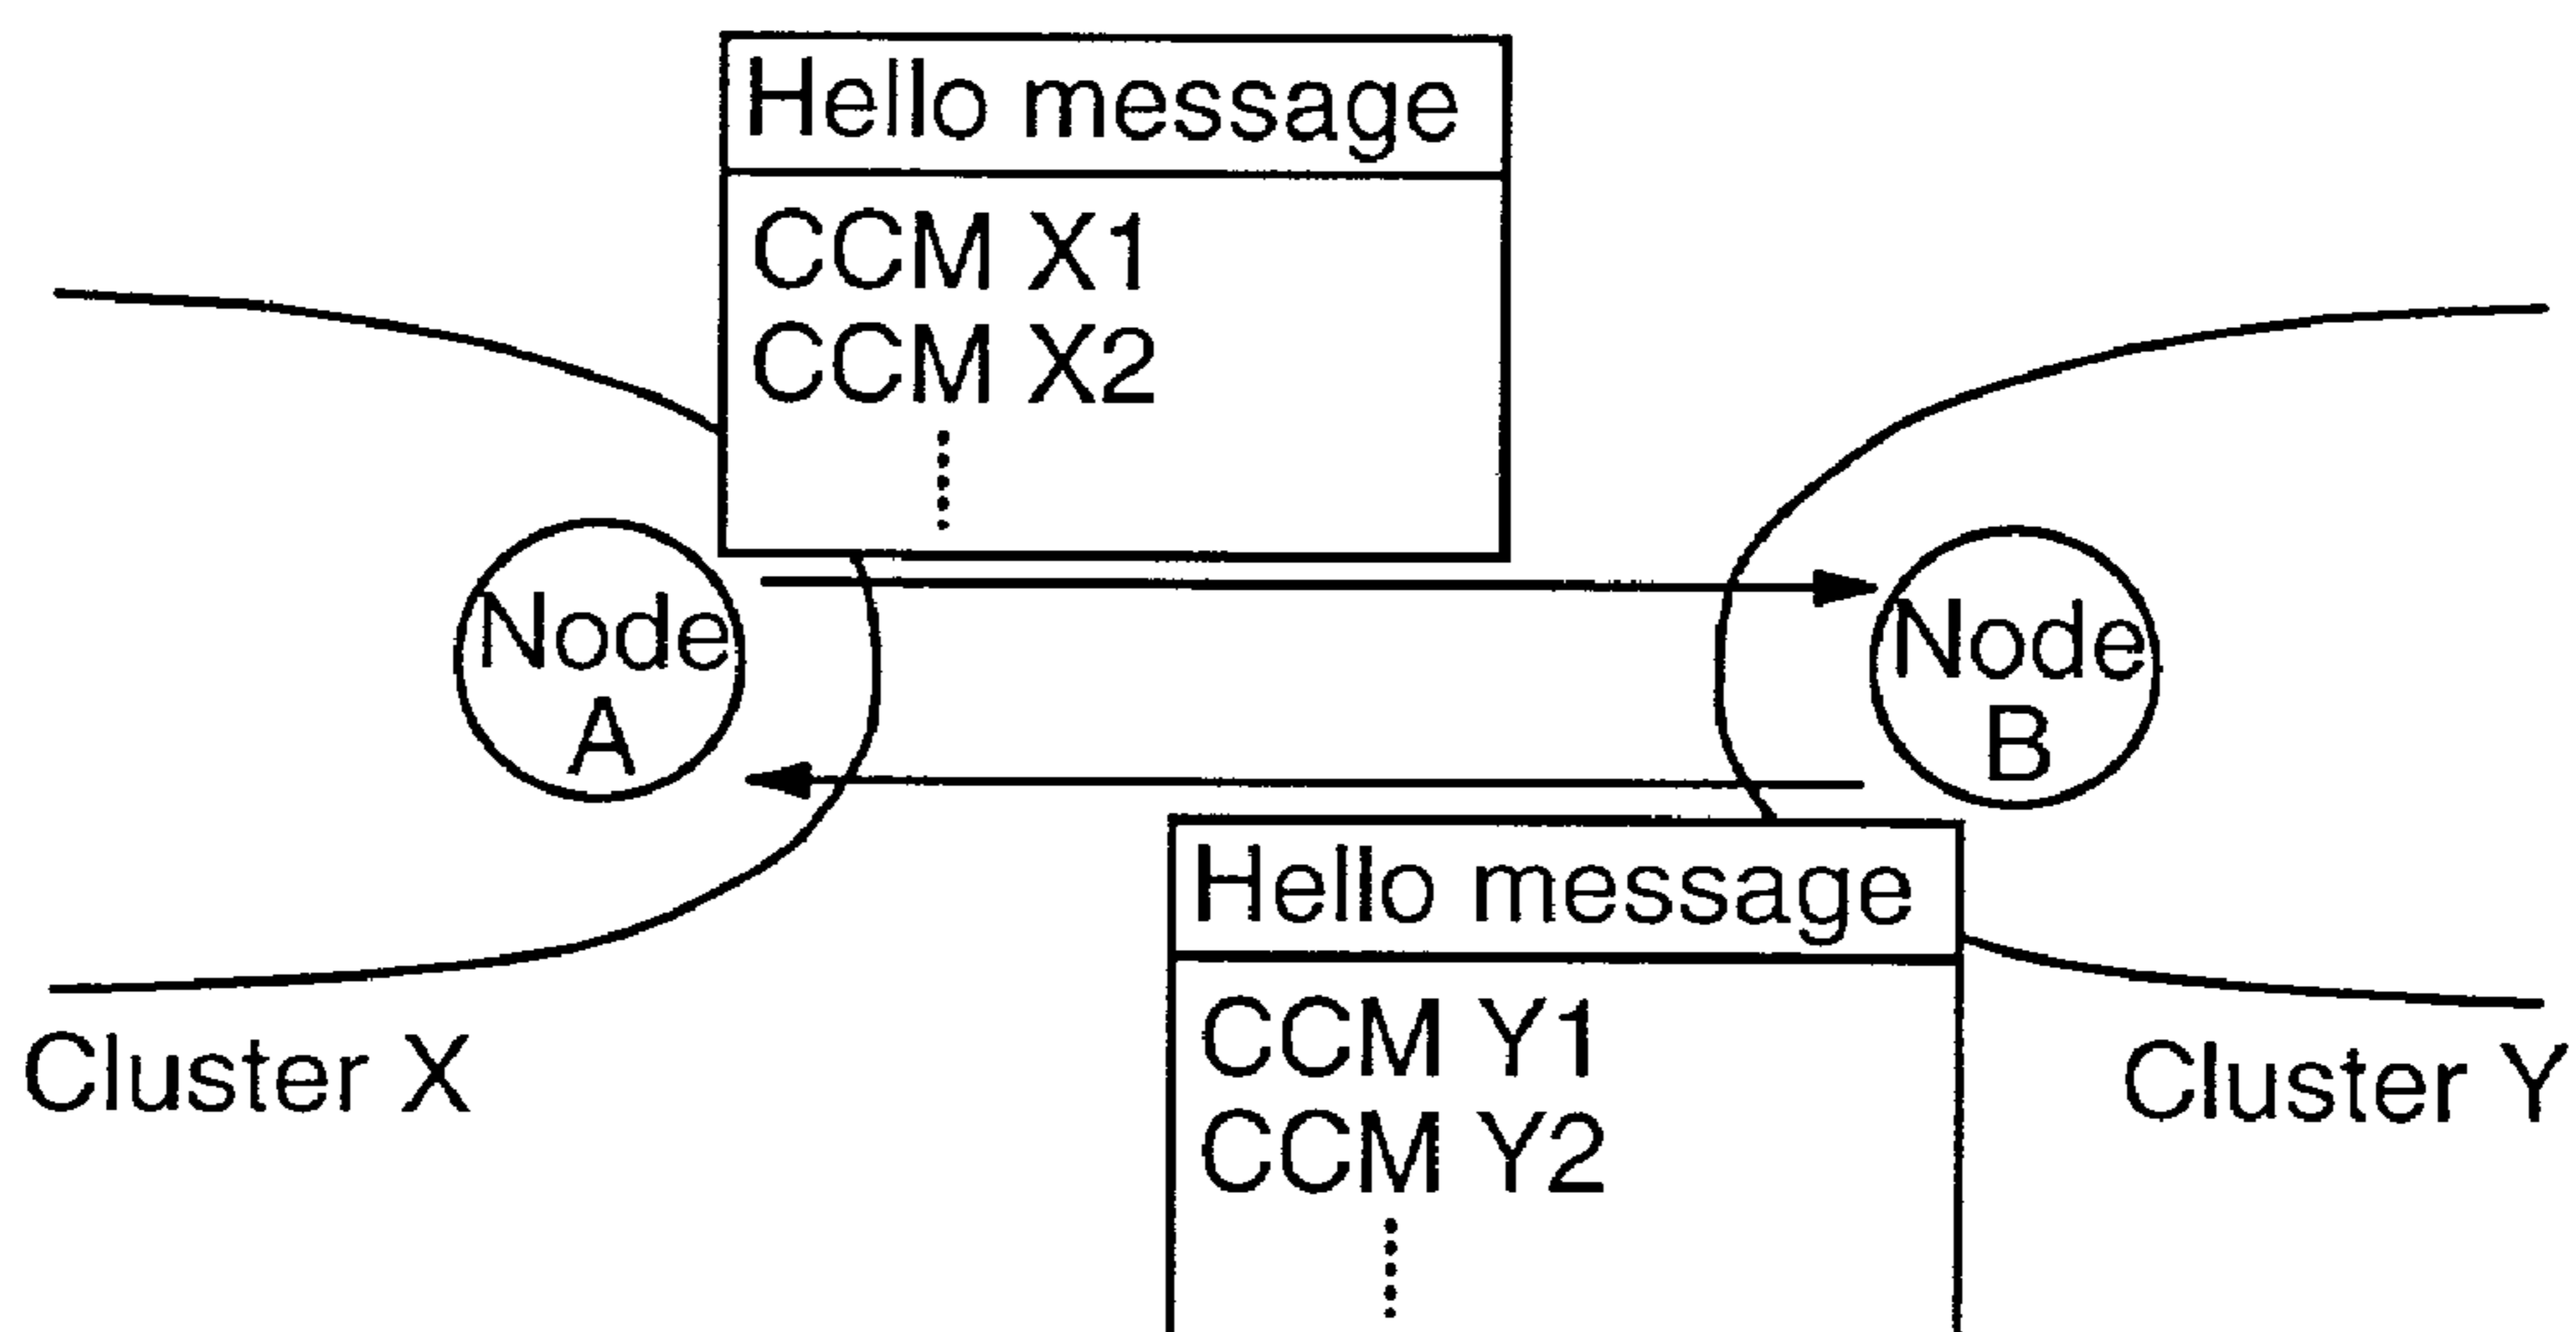 Hello message
CCM X1
CCM X2
Node
A
Node
B
Hello message
CCM Y1
CCM Y2
Cluster X
Cluster Y